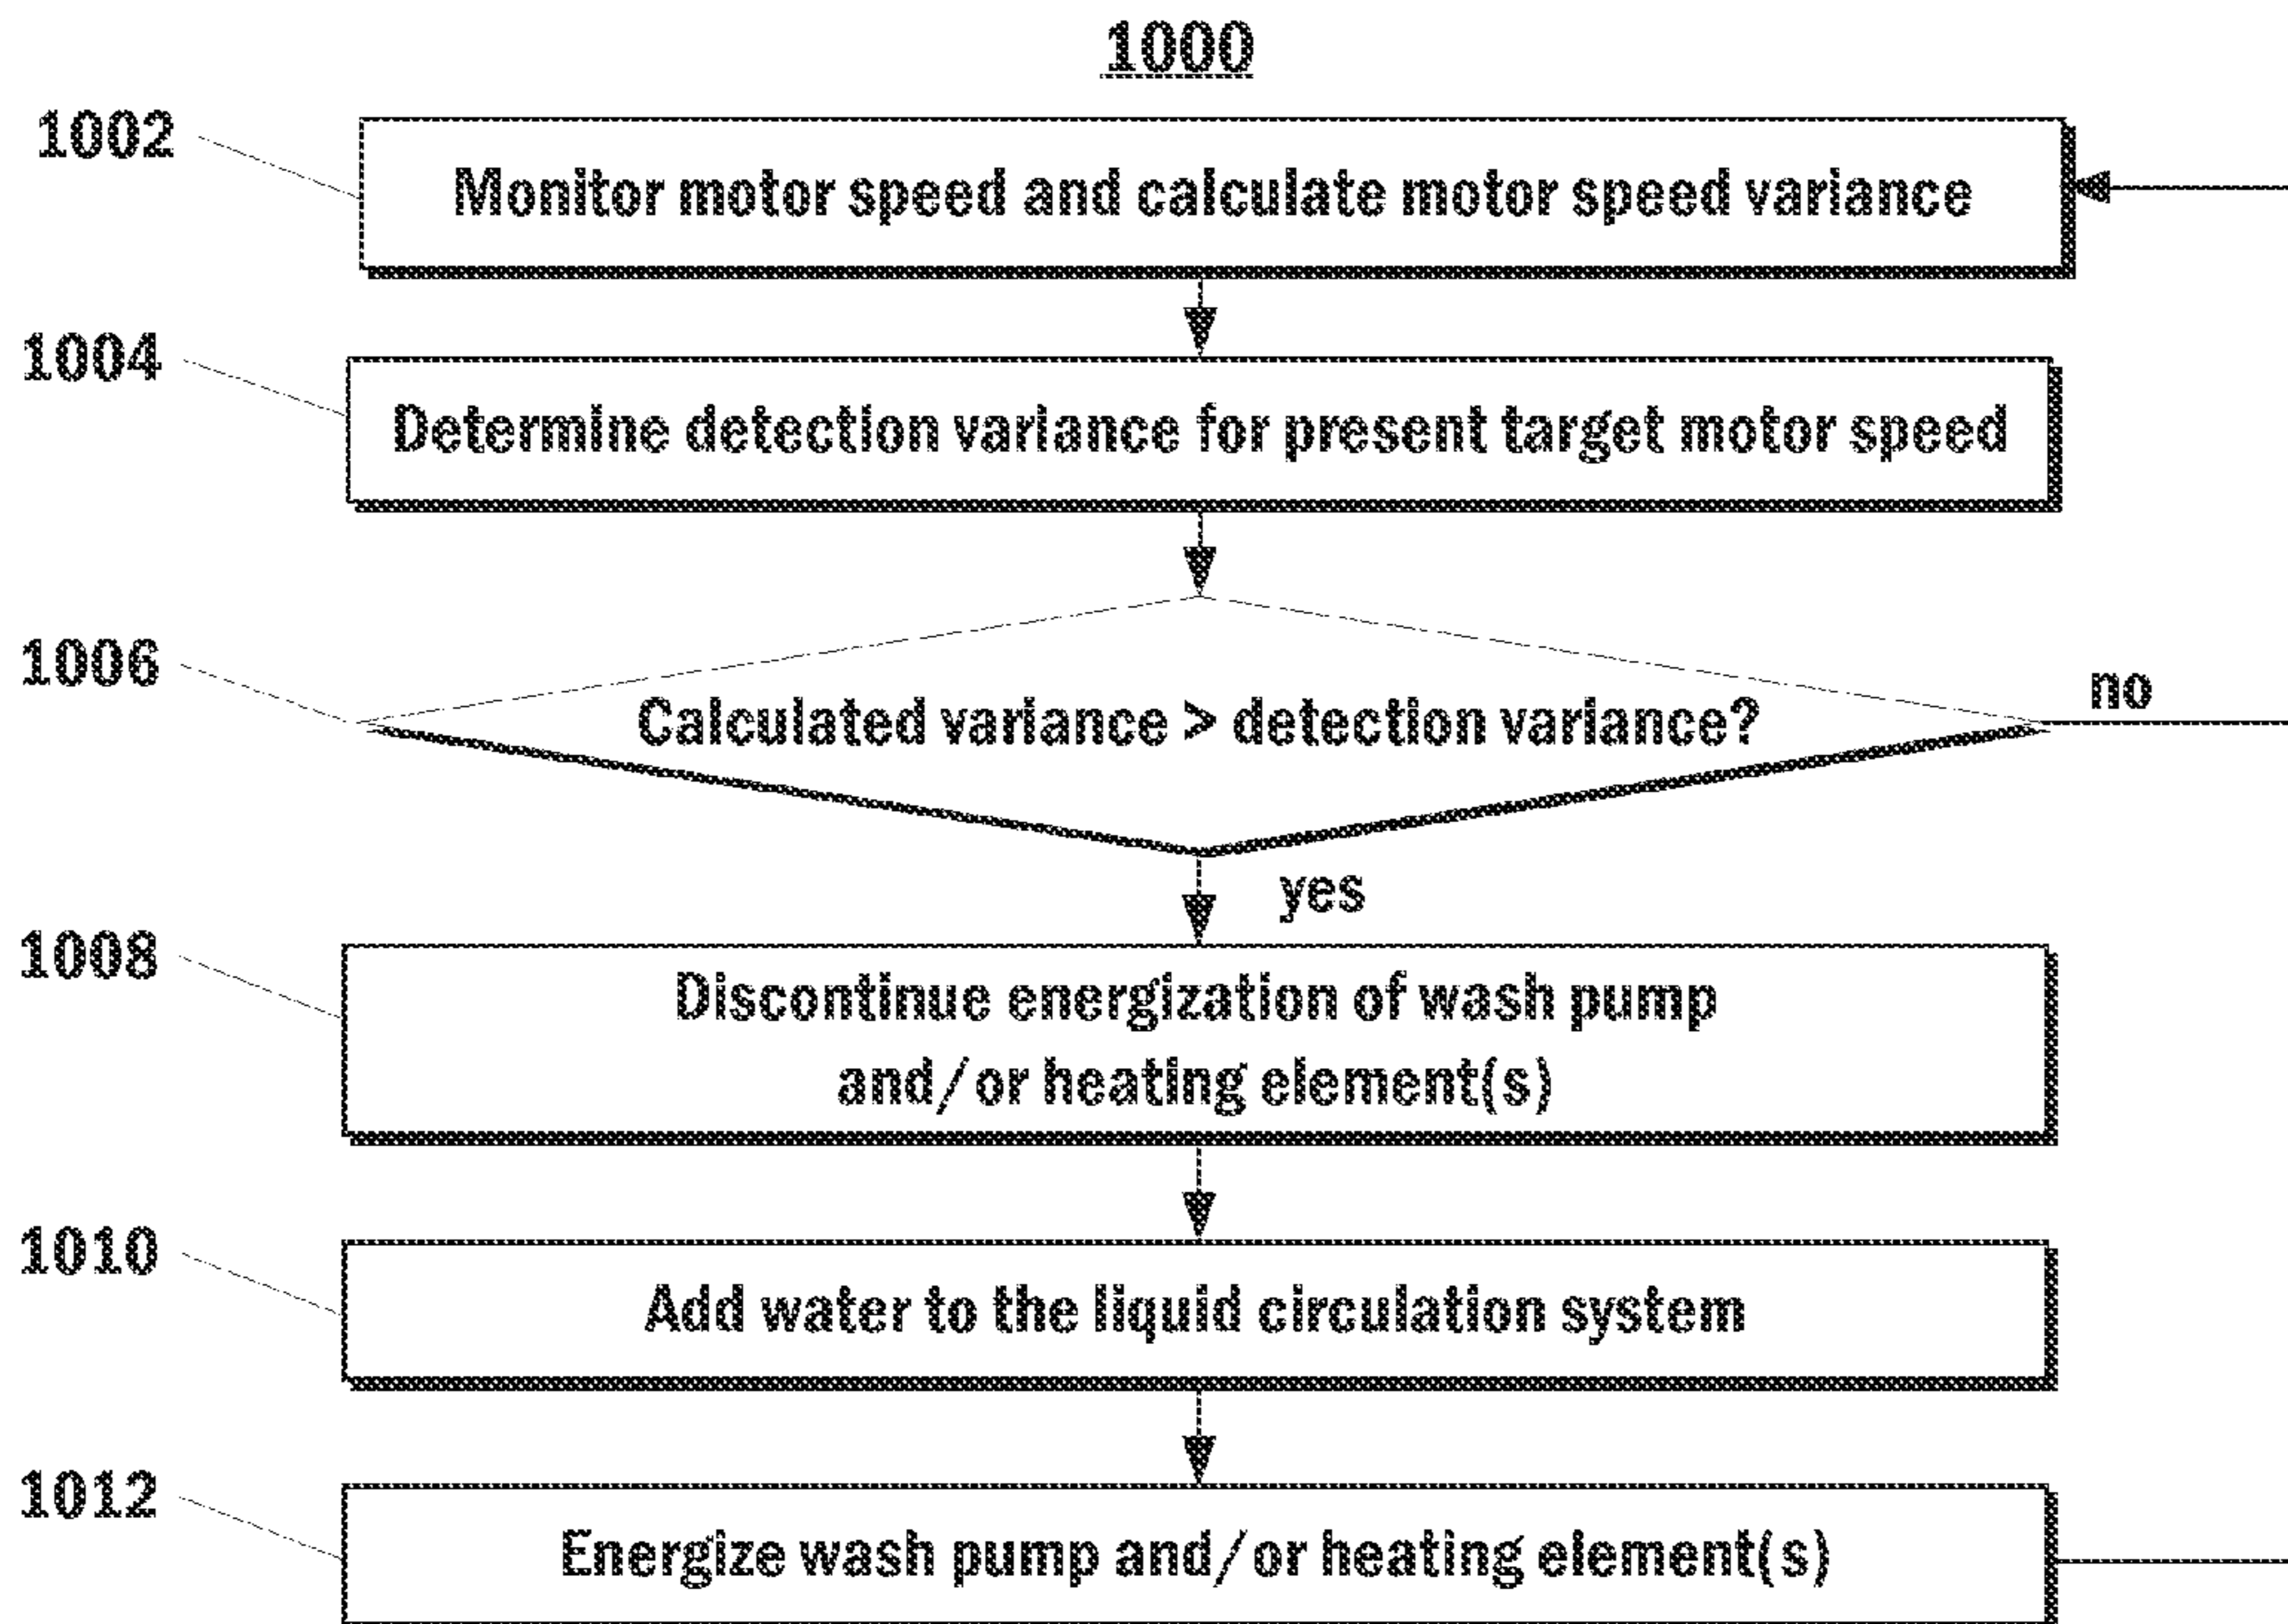 1000
1002
Monitor motor speed and calculate motor speed variance
1004
Determine detection variance for present target motor speed
1006
Calculated variance > detection variance?
no
yes
1008
Discontinue energization of wash pump
and/or heating element(s)
1010
Add water to the liquid circulation system
1012
Energize wash pump and/or heating element(s)